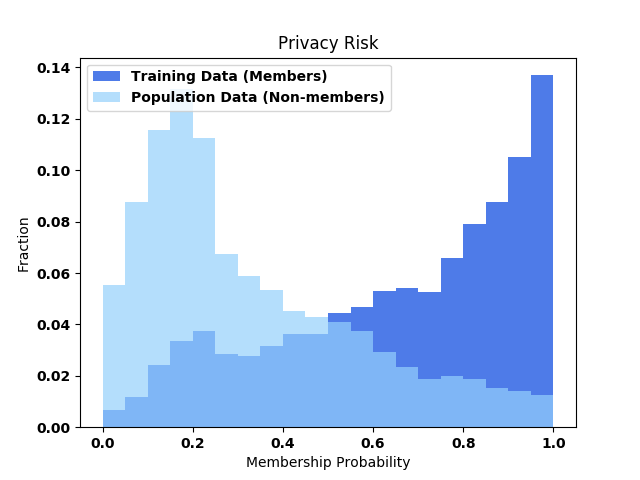 Privacy Risk
Training Data (Members)
Population Data (Non-members)
0.14
0.12
0.10
0.08
0.06
0.04
0.02
0.00
Fraction
0.0 0.2 0.4 0.6 0.8 1.0
Membership Probability